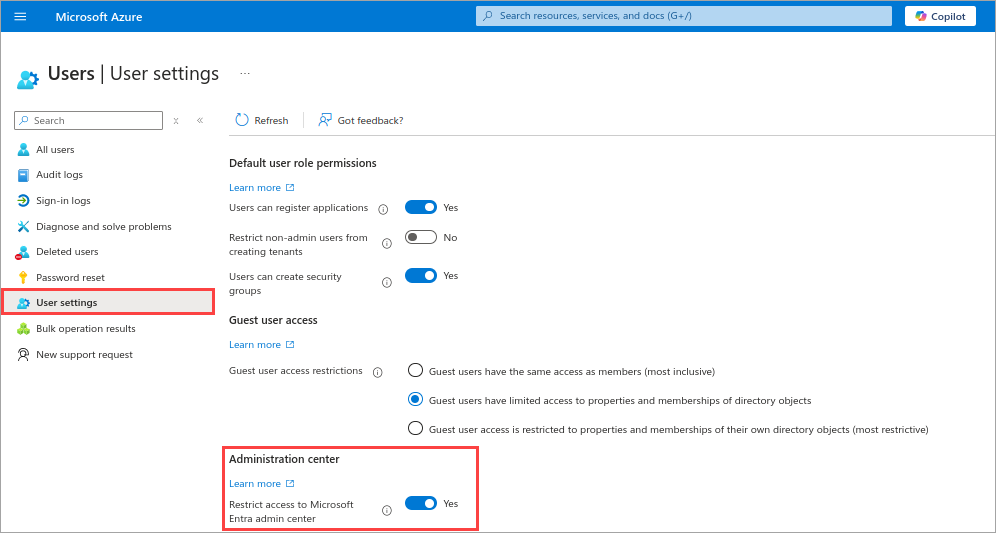 Microsoft Azure
Search resources, services, and docs (G+/)
Copilot
Users | User settings
...
Search
Refresh
Got feedback?
All users
Audit logs
Sign-in logs
Diagnose and solve problems
Deleted users
Password reset
User settings
Bulk operation results
New support request
Default user role permissions
Learn more
Users can register applications
Yes
Restrict non-admin users from
creating tenants
No
Users can create security
groups
Yes
Guest user access
Learn more
Guest user access restrictions
Guest users have the same access as members (most inclusive)
Guest users have limited access to properties and memberships of directory objects
Guest user access is restricted to properties and memberships of their own directory objects (most restrictive)
Administration center
Learn more
Restrict access to Microsoft
Entra admin center
Yes